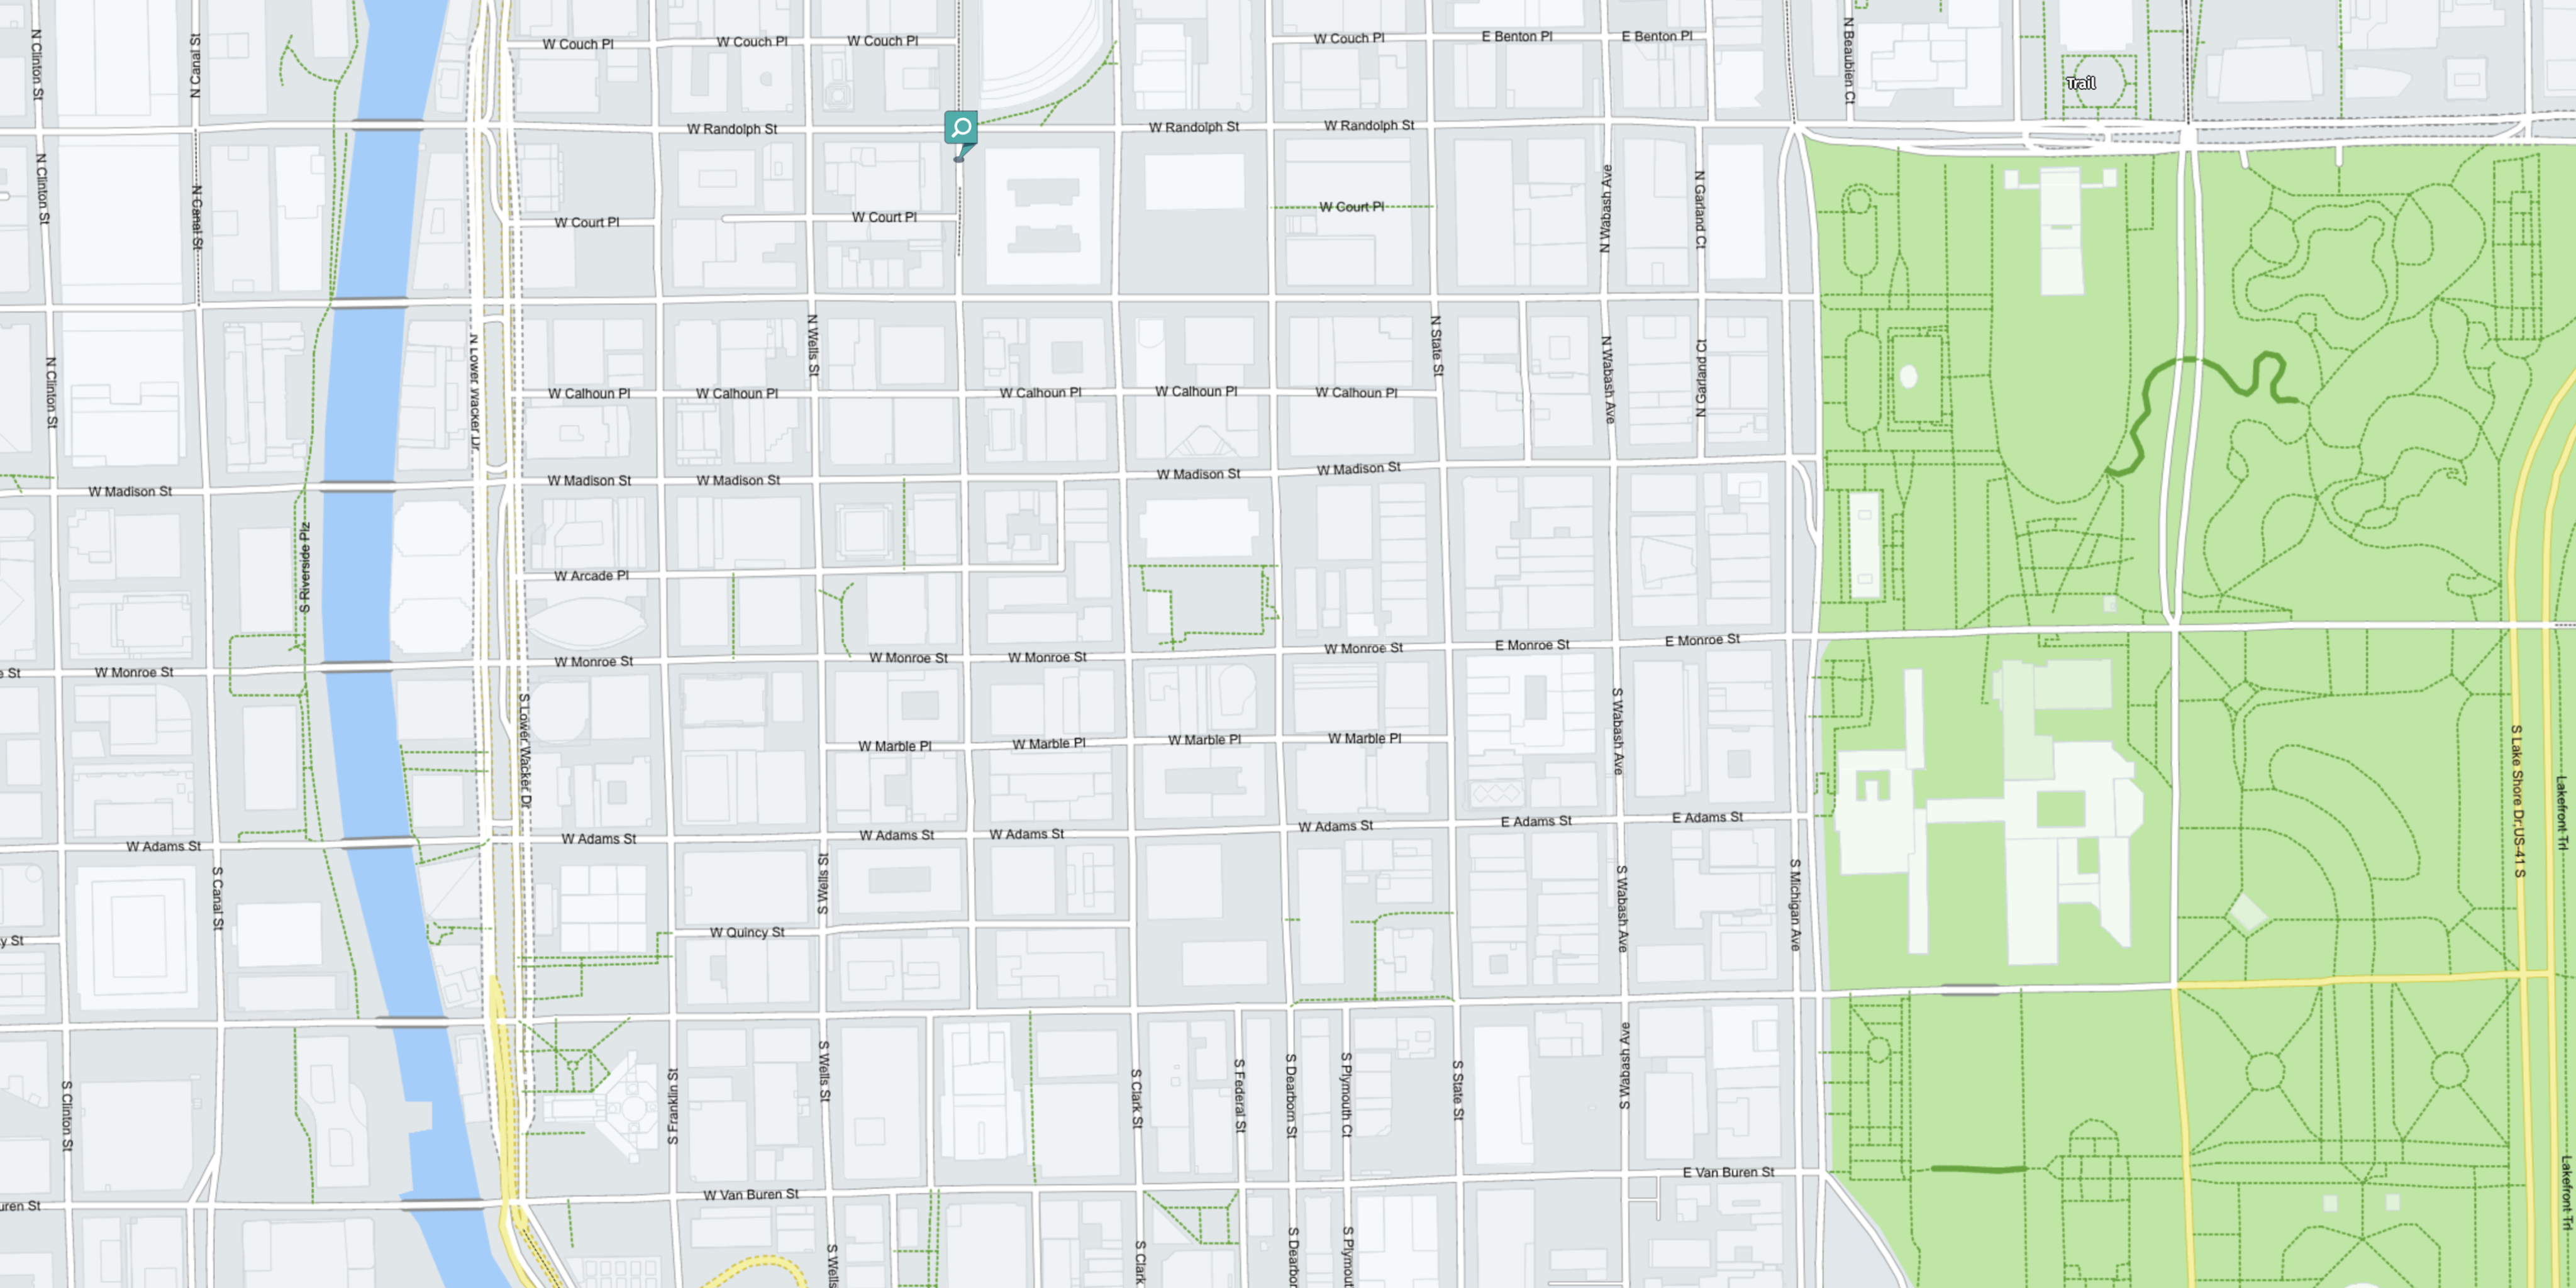 N Clinton St
N Canal St
W Couch Pl
W Couch Pl
W Couch Pl
W Couch Pl
E Benton Pl
E Benton Pl
N Beaubien Ct
Trail
W Randolph St
W Randolph St
W Randolph St
N Clinton St
N Canal St
W Court Pl
W Court Pl
W Court Pl
N Wabash Ave
N Garland Ct
N Clinton St
N Lower Wacker Dr
N Wells St
N State St
N Wabash Ave
N Garland Ct
W Calhoun Pl
W Calhoun Pl
W Calhoun Pl
W Calhoun Pl
W Calhoun Pl
W Madison St
W Madison St
W Madison St
W Madison St
W Madison St
S Riverside Plz
W Arcade Pl
e St
W Monroe St
W Monroe St
W Monroe St
W Monroe St
W Monroe St
E Monroe St
E Monroe St
S Lower Wacker Dr
S Wabash Ave
W Marble Pl
W Marble Pl
W Marble Pl
W Marble Pl
S Lake Shore Dr;US-41 S
Lakefront Trl
W Adams St
W Adams St
W Adams St
W Adams St
W Adams St
E Adams St
E Adams St
S Canal St
S Wells St
S Wabash Ave
S Michigan Ave
y St
W Quincy St
S Clinton St
S Franklin St
S Wells St
S Clark St
S Federal St
S Dearborn St
S Plymouth Ct
S State St
S Wabash Ave
uren St
W Van Buren St
E Van Buren St
Lakefront Trl
S Wells
S Clark
S Dearbor
S Plymout